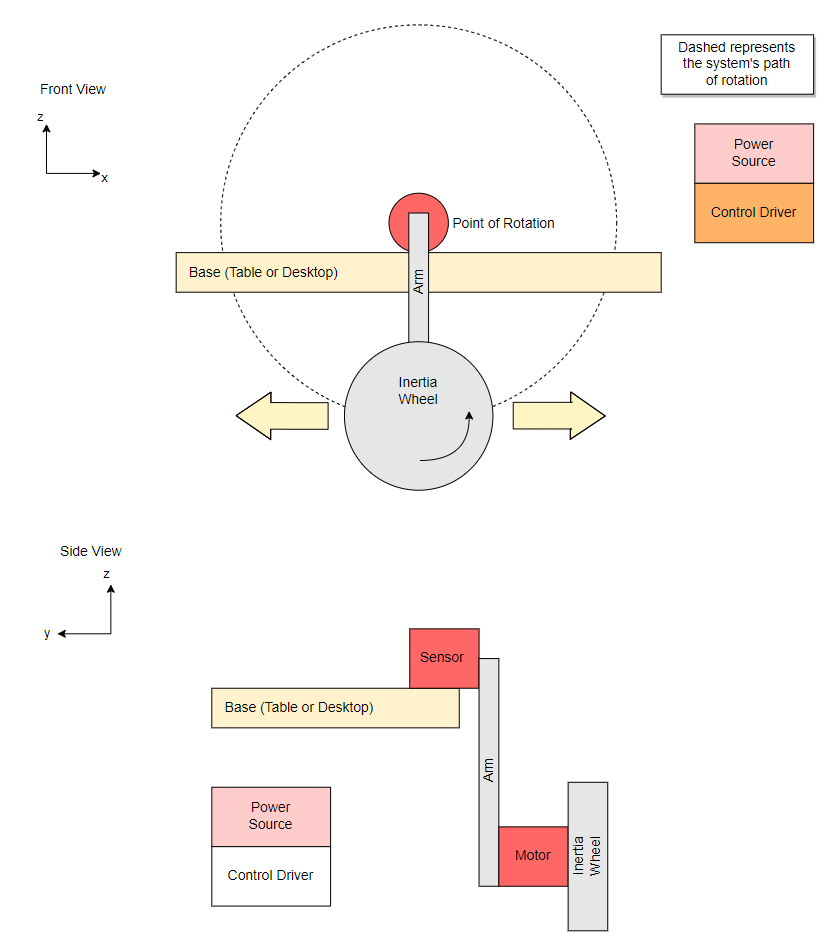 Dashed represents
the system's path
of rotation
Front View
z
x
Power
Source
Control Driver
Point of Rotation
Base (Table or Desktop)
Arm
Inertia
Wheel
Side View
z
y
Sensor
Base (Table or Desktop)
Arm
Power
Source
Control Driver
Motor
Inertia
Wheel